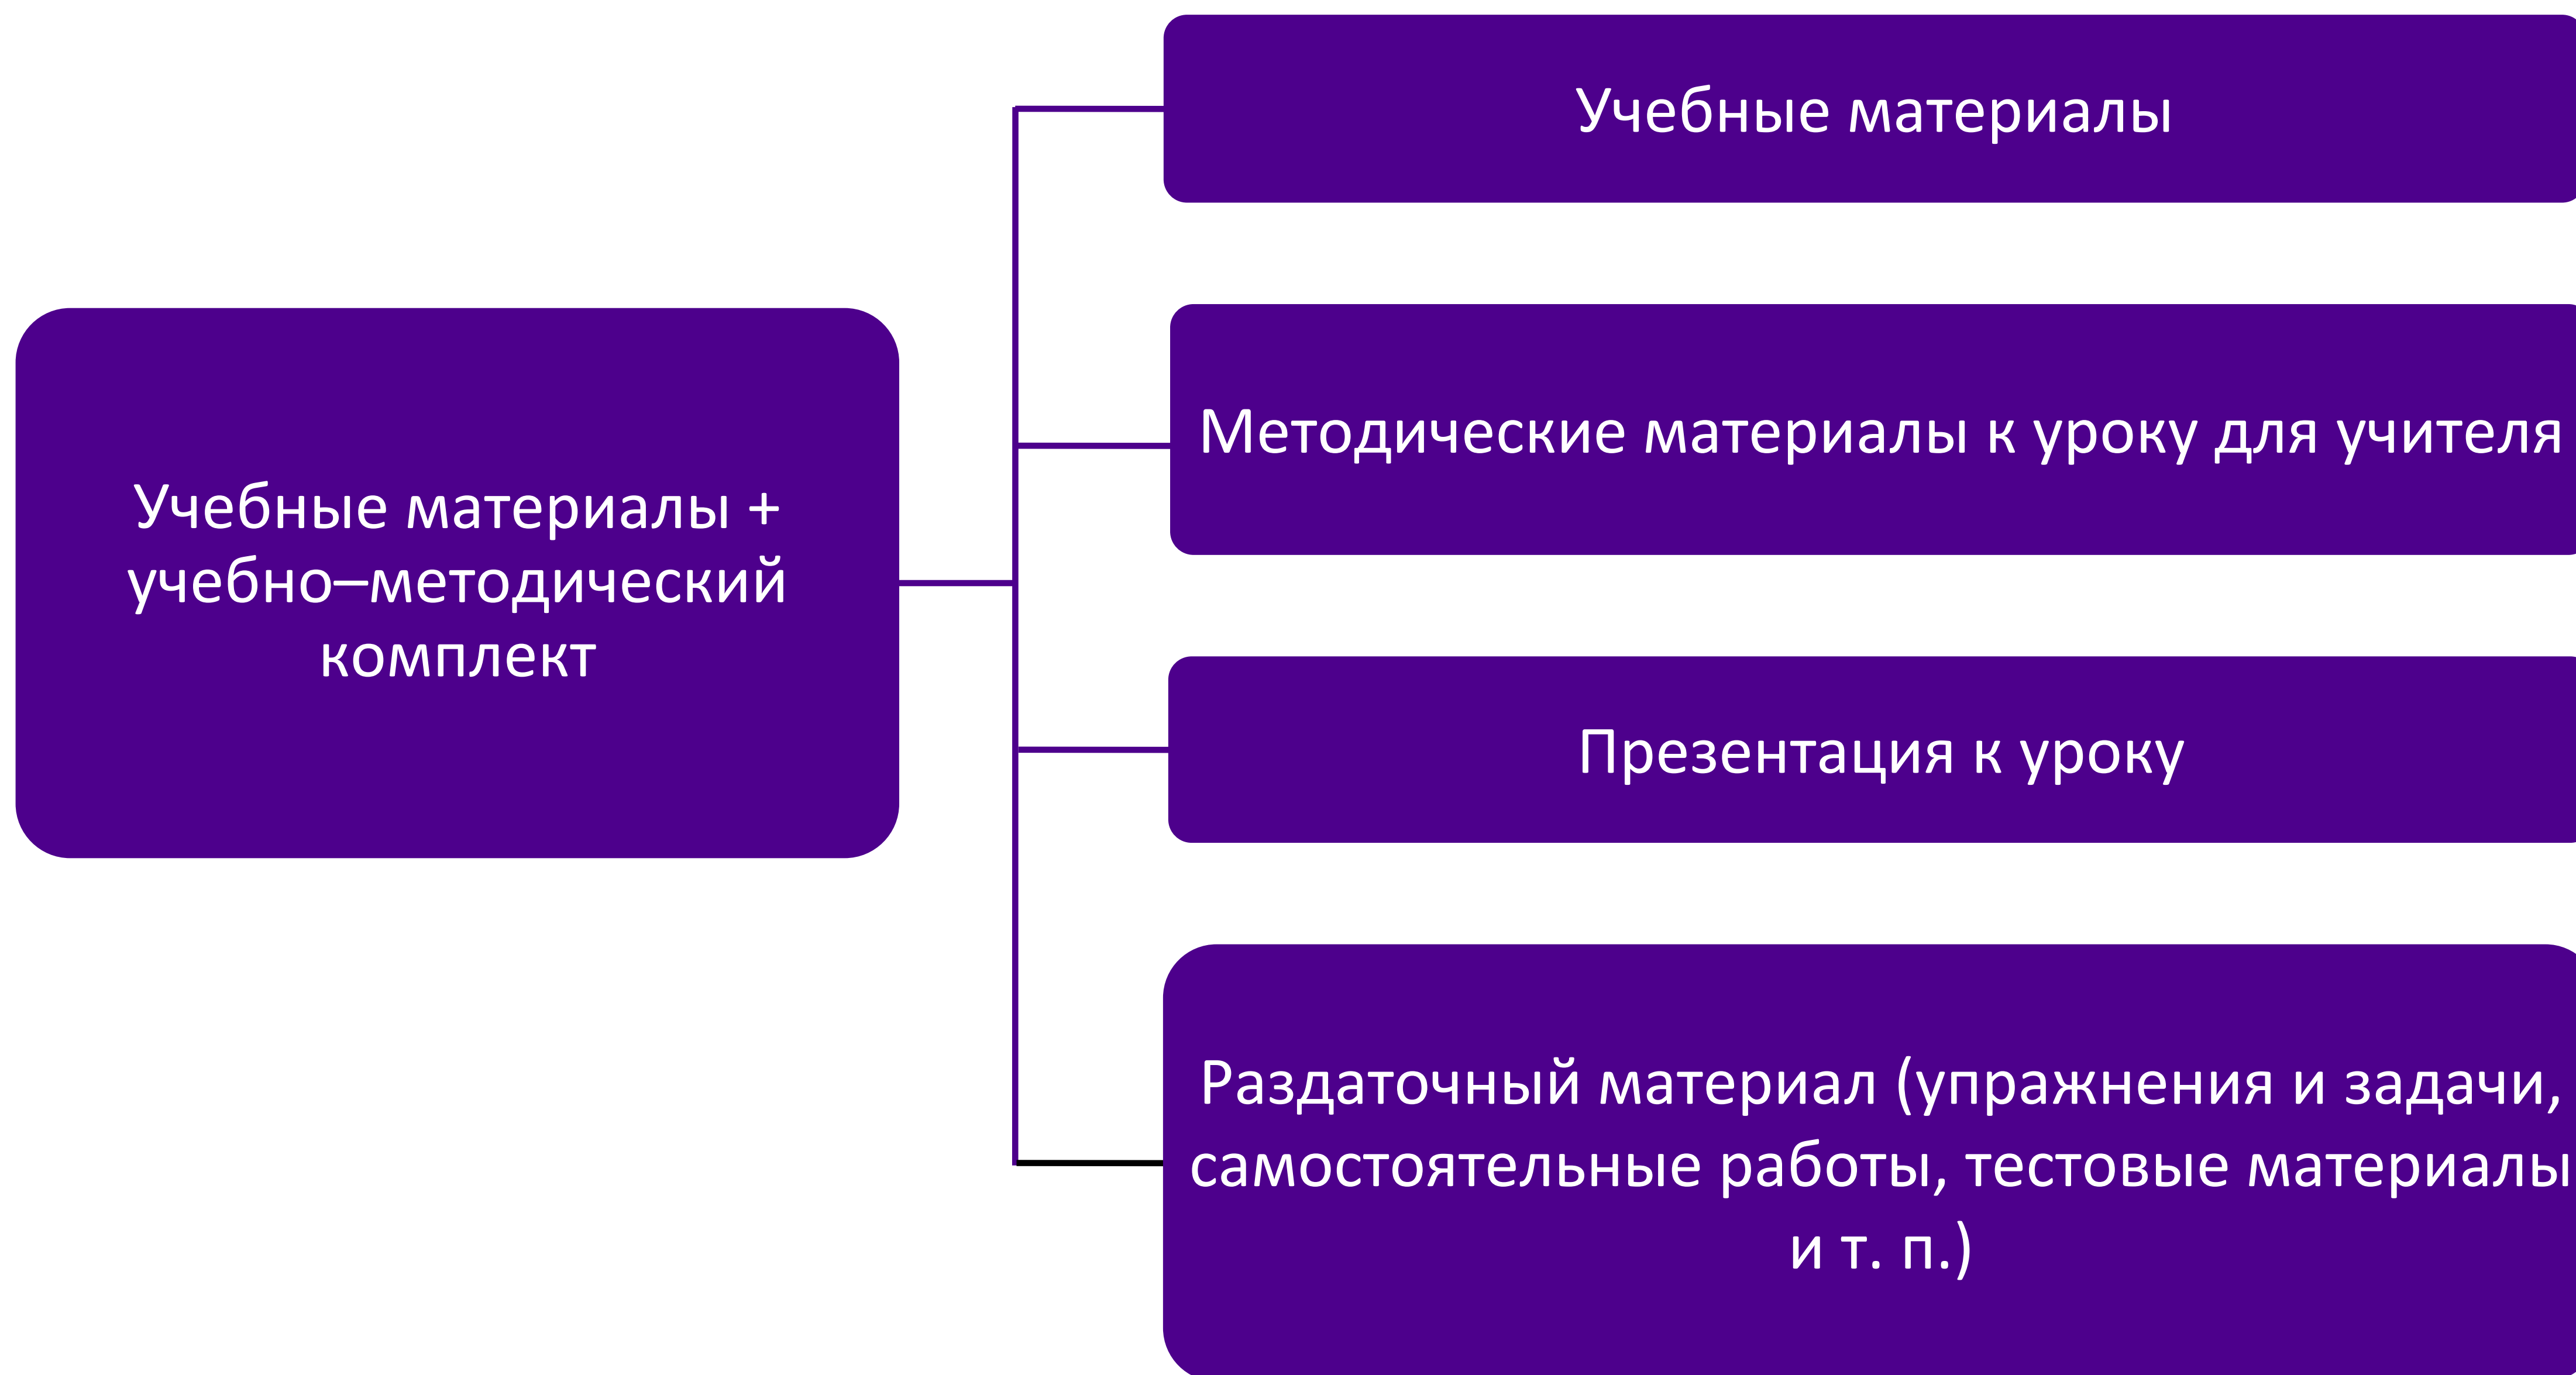 Учебные материалы
Методические материалы к уроку для учителя
Учебные материалы +
учебно–методический
комплект
Презентация к уроку
Раздаточный материал (упражнения и задачи,
самостоятельные работы, тестовые материалы
и т. п.)